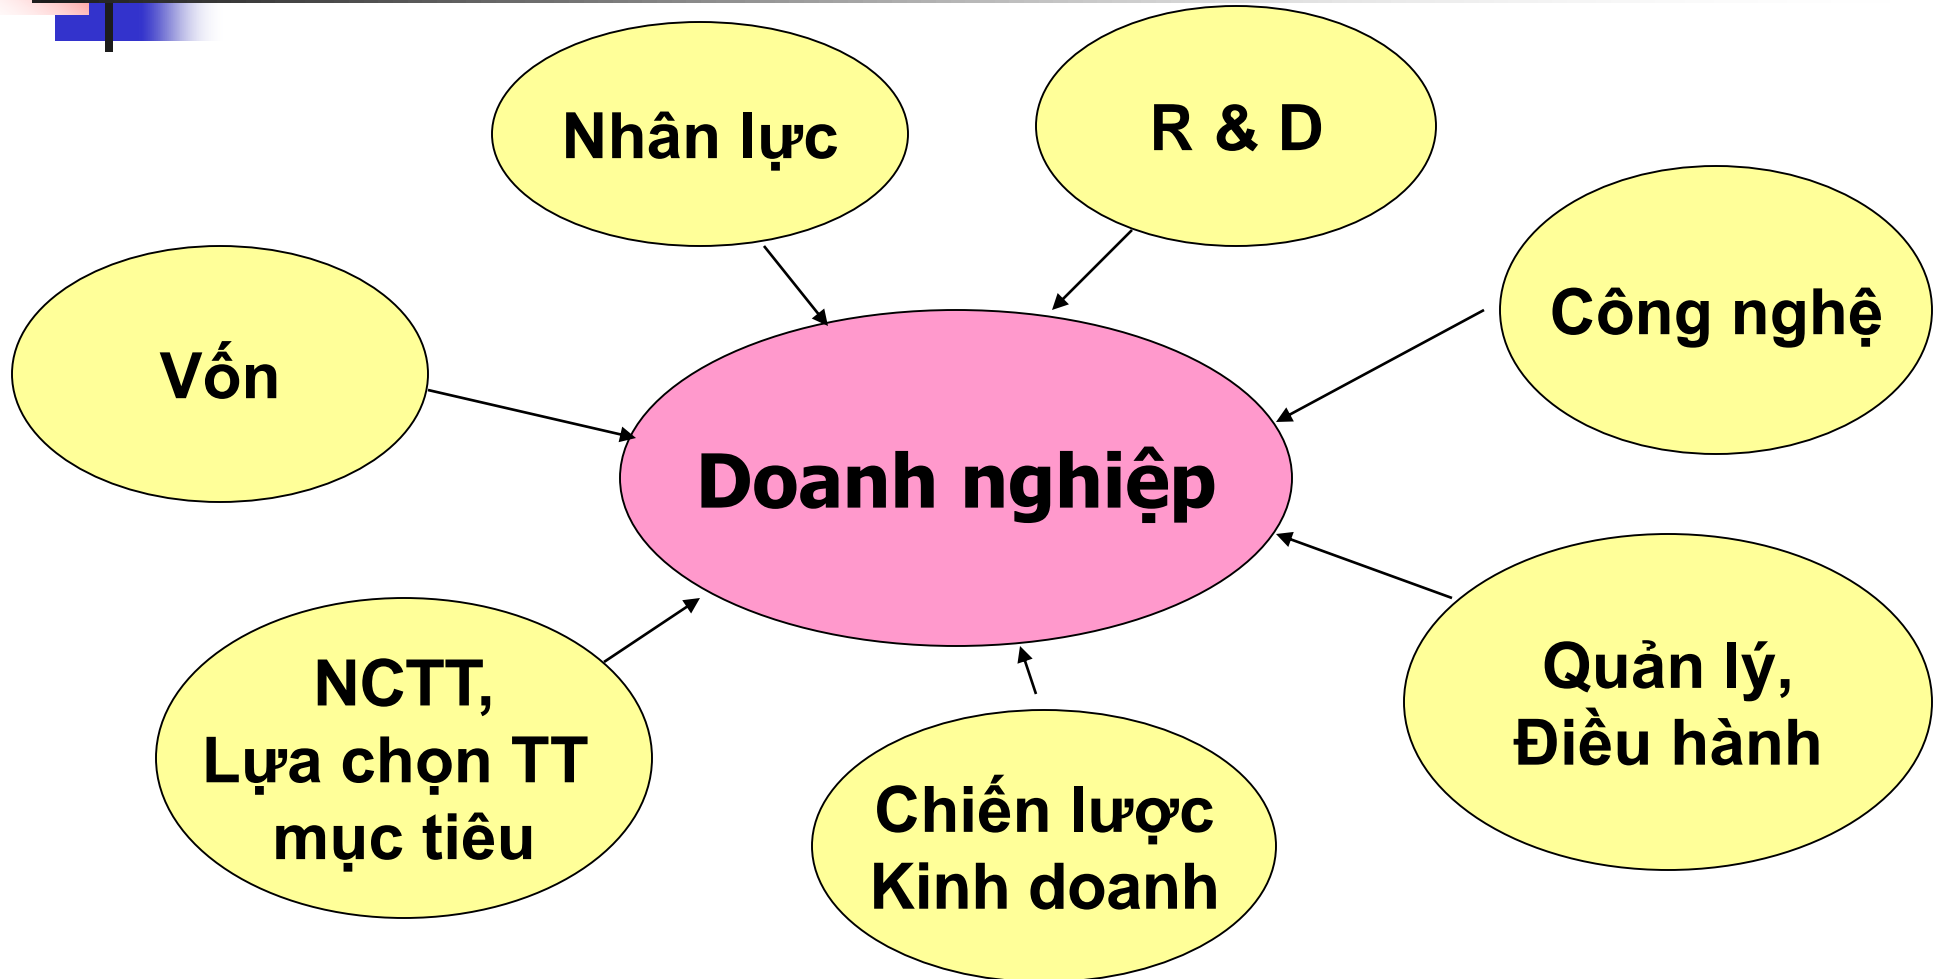 Nhân lực
R & D
Công nghệ
Vốn
Doanh nghiệp
Quản lý,
Điều hành
NCTT,
Lựa chọn TT
mục tiêu
Chiến lược
Kinh doanh